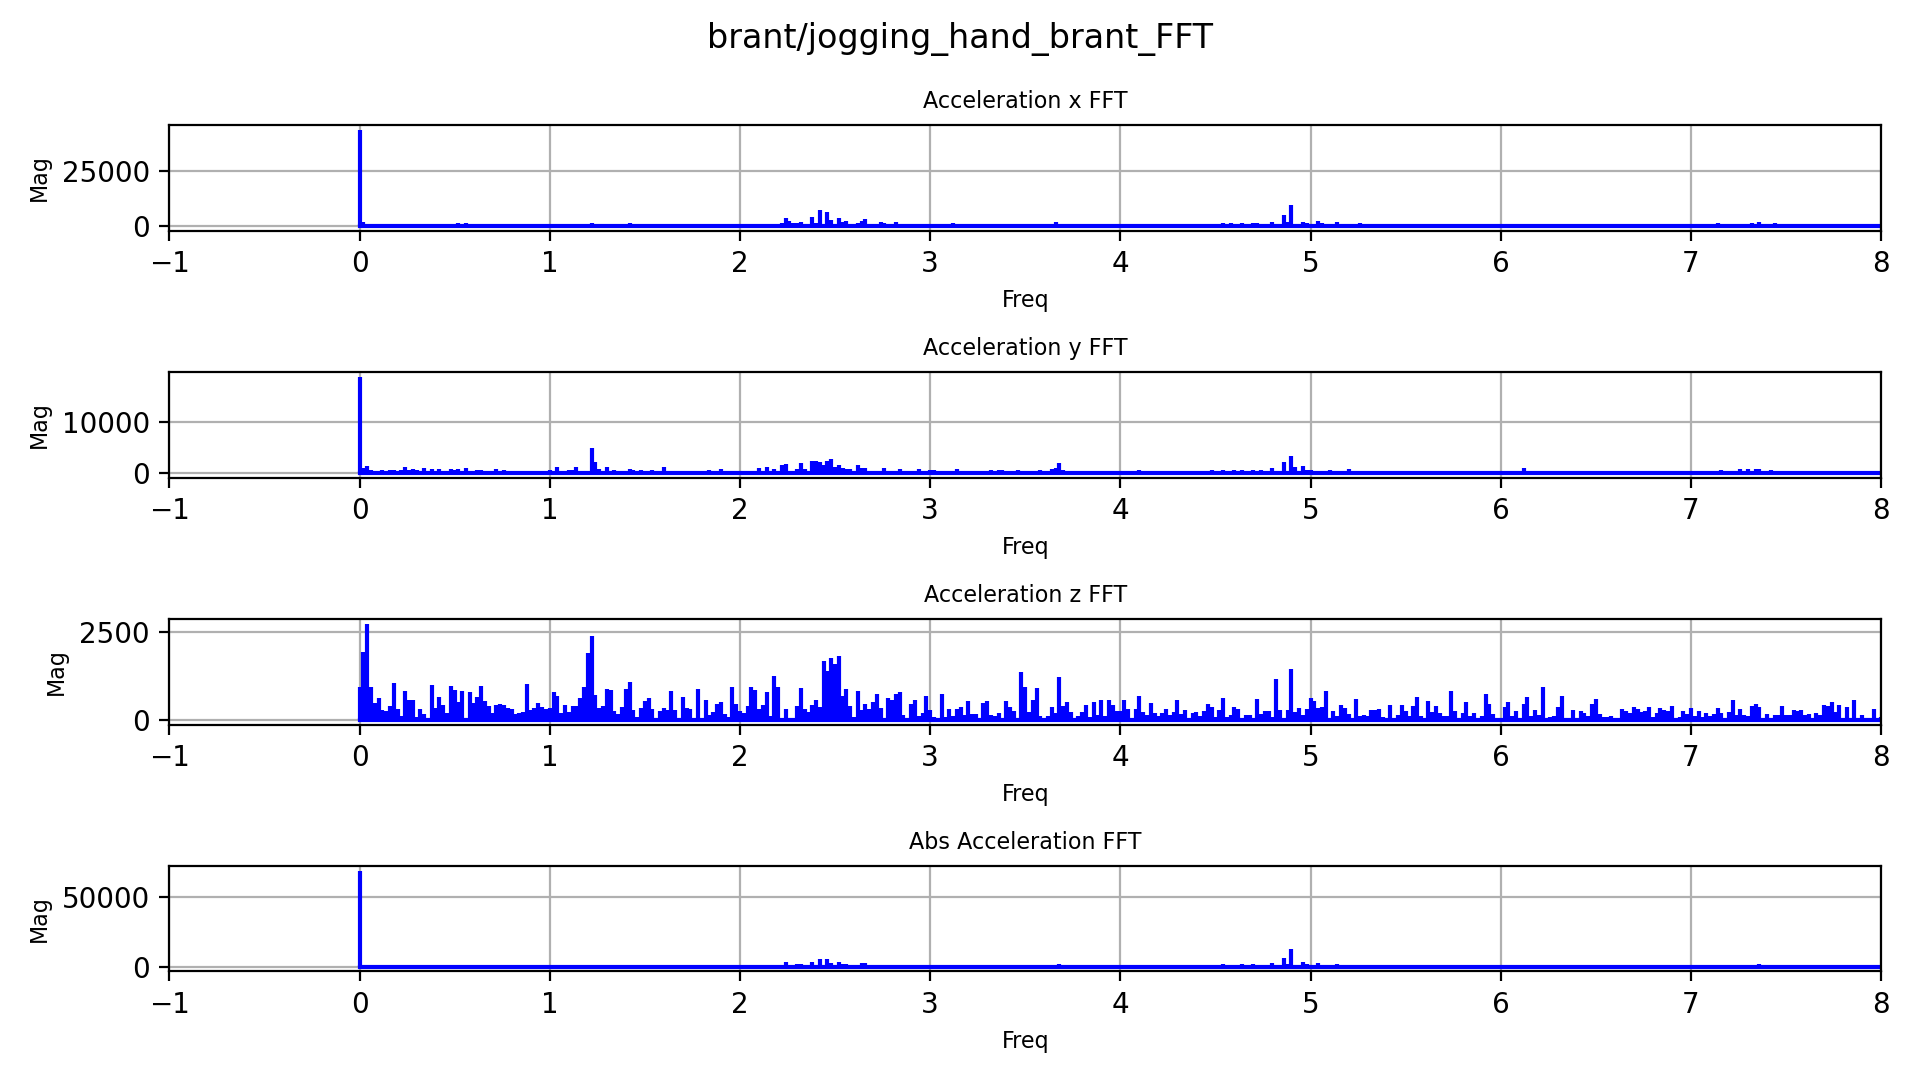 brant/jogging_hand_brant_FFT
Acceleration x FFT
Mag
25000
0
−1 0 1 2 3 4 5 6 7 8
Freq
Acceleration y FFT
Mag
10000
0
−1 0 1 2 3 4 5 6 7 8
Freq
Acceleration z FFT
Mag
2500
0
−1 0 1 2 3 4 5 6 7 8
Freq
Abs Acceleration FFT
Mag
50000
0
−1 0 1 2 3 4 5 6 7 8
Freq